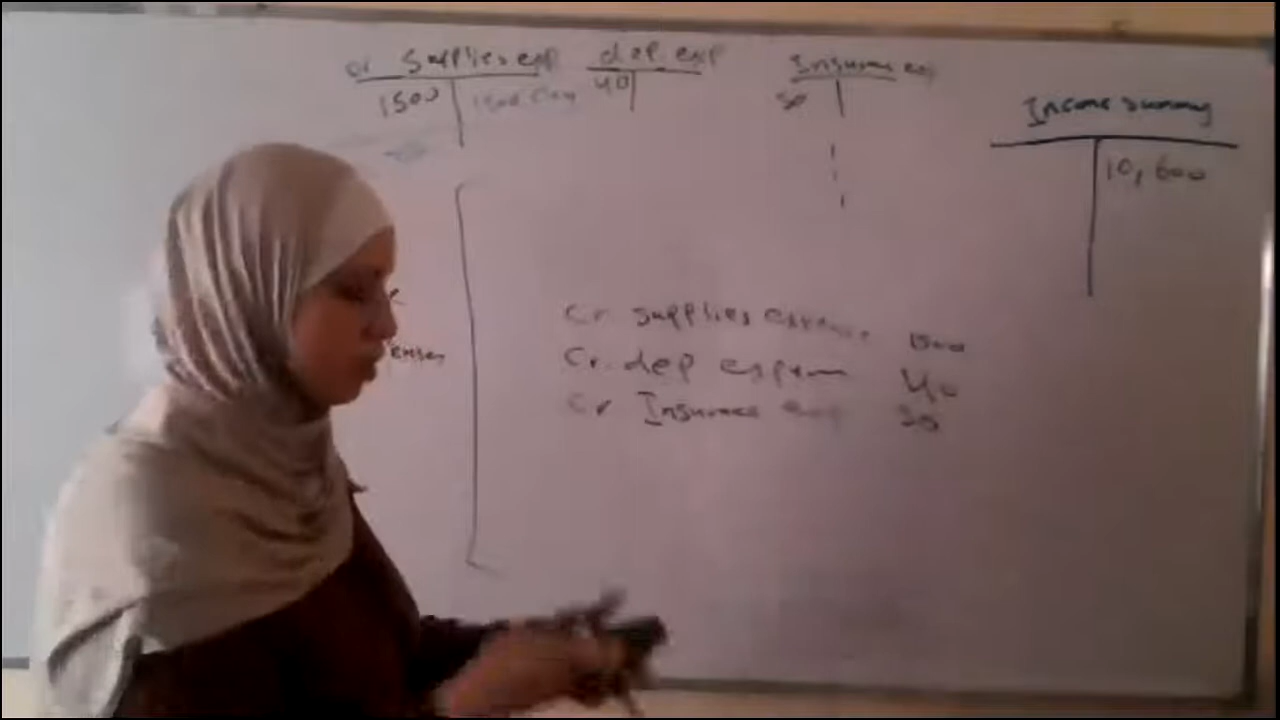 cr Supplies exp dep. exp Insurance exp
1500 40 50
Income summary
10,600
Cr. supplies expense 1500
Cr. dep expense 40
Cr Insurance exp 50